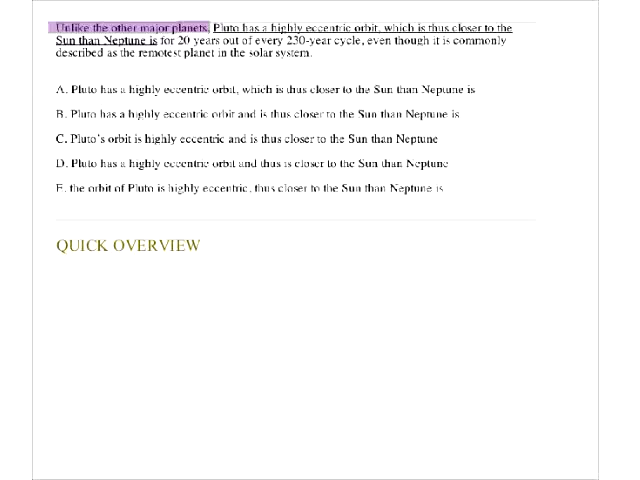 Unlike the other major planets, Pluto has a highly eccentric orbit, which is thus closer to the
Sun than Neptune is for 20 years out of every 230-year cycle, even though it is commonly
described as the remotest planet in the solar system.
A. Pluto has a highly eccentric orbit, which is thus closer to the Sun than Neptune is
B. Pluto has a highly eccentric orbit and is thus closer to the Sun than Neptune is
C. Pluto's orbit is highly eccentric and is thus closer to the Sun than Neptune
D. Pluto has a highly eccentric orbit and thus is closer to the Sun than Neptune
E. the orbit of Pluto is highly eccentric, thus closer to the Sun than Neptune is
QUICK OVERVIEW